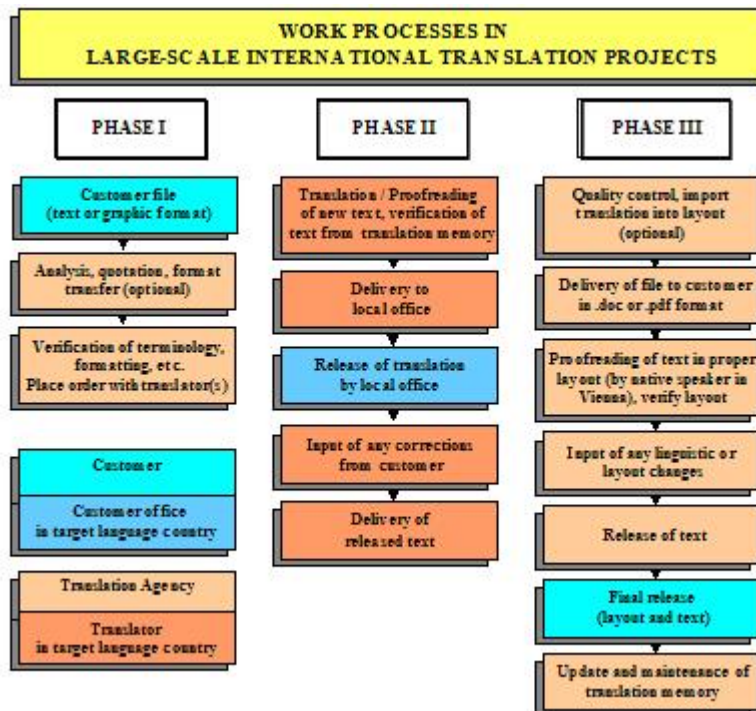 WORK PROCESSES IN
LARGE-SCALE INTERNATIONAL TRANSLATION PROJECTS
PHASE I
Customer file
(text or graphic format)
Analysis, quotation, format
transfer (optional)
Verification of terminology,
formatting, etc.
Place order with translator(s)
Customer
Customer office
in target language country
Translation Agency
Translator
in target language country
PHASE II
Translation / Proofreading
of new text, verification of
text from translation memory
Delivery to
local office
Release of translation
by local office
Input of any corrections
from customer
Delivery of
released text
PHASE III
Quality control, import
translation into layout
(optional)
Delivery of file to customer
in .doc or .pdf format
Proofreading of text in proper
layout (by native speaker in
Vienna), verify layout
Input of any linguistic or
layout changes
Release of text
Final release
(layout and text)
Update and maintenance of
translation memory